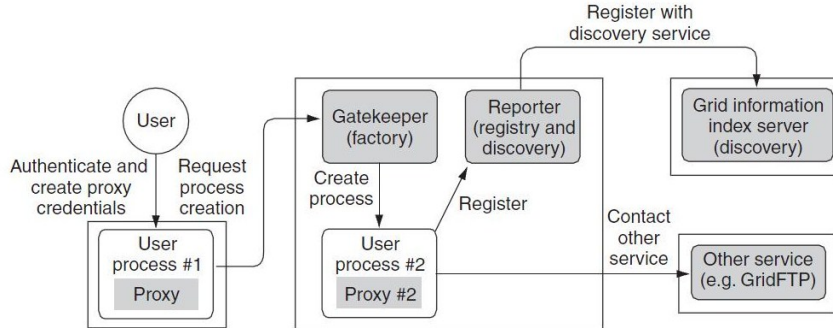 Register with
discovery service
User
Gatekeeper
(factory)
Reporter
(registry and
discovery)
Grid information
index server
(discovery)
Authenticate and
create proxy
credentials
Request
process
creation
Create
process
Register
Contact
other
service
User
process #1
Proxy
User
process #2
Proxy #2
Other service
(e.g. GridFTP)